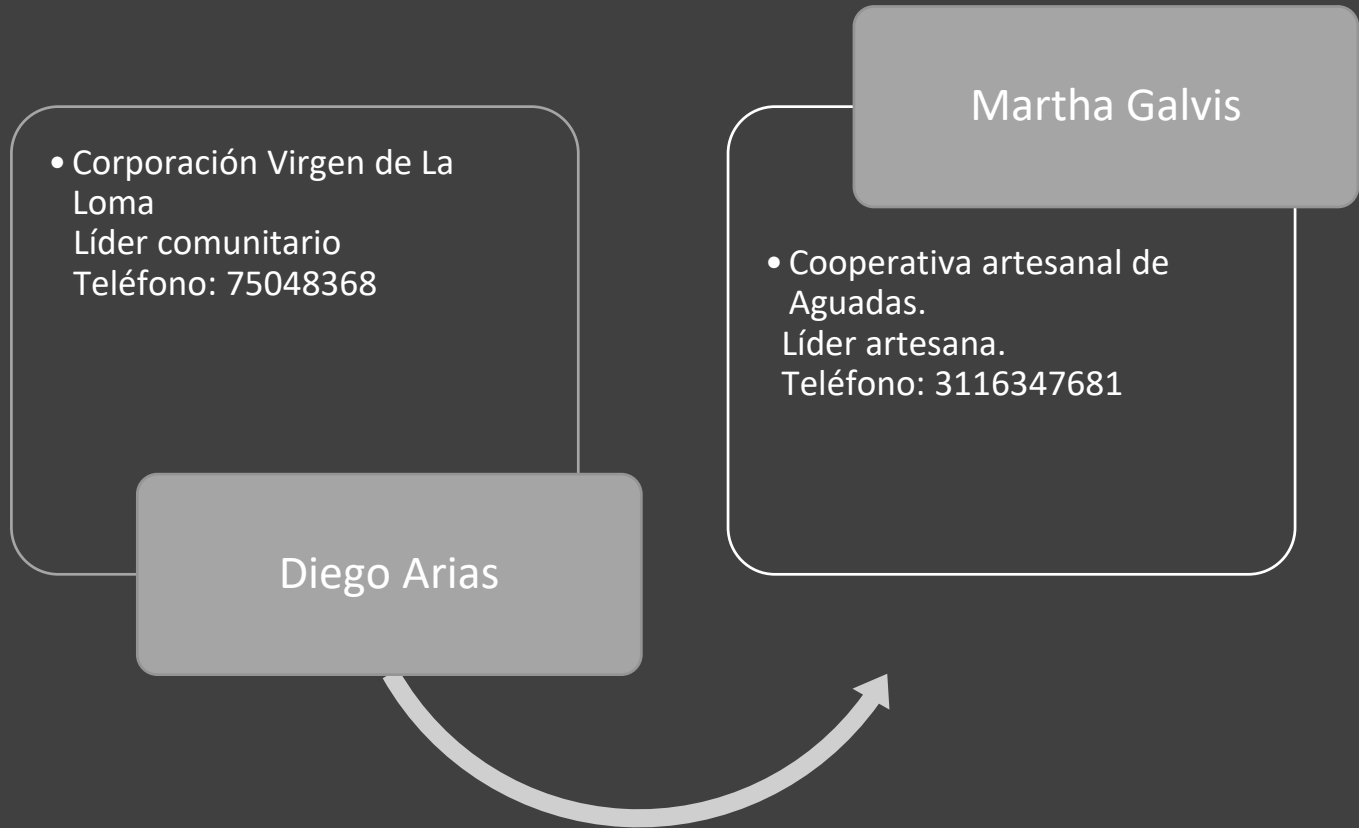 • Corporación Virgen de La
Loma
Líder comunitario
Teléfono: 75048368
Diego Arias
Martha Galvis
• Cooperativa artesanal de
Aguadas.
Líder artesana.
Teléfono: 3116347681